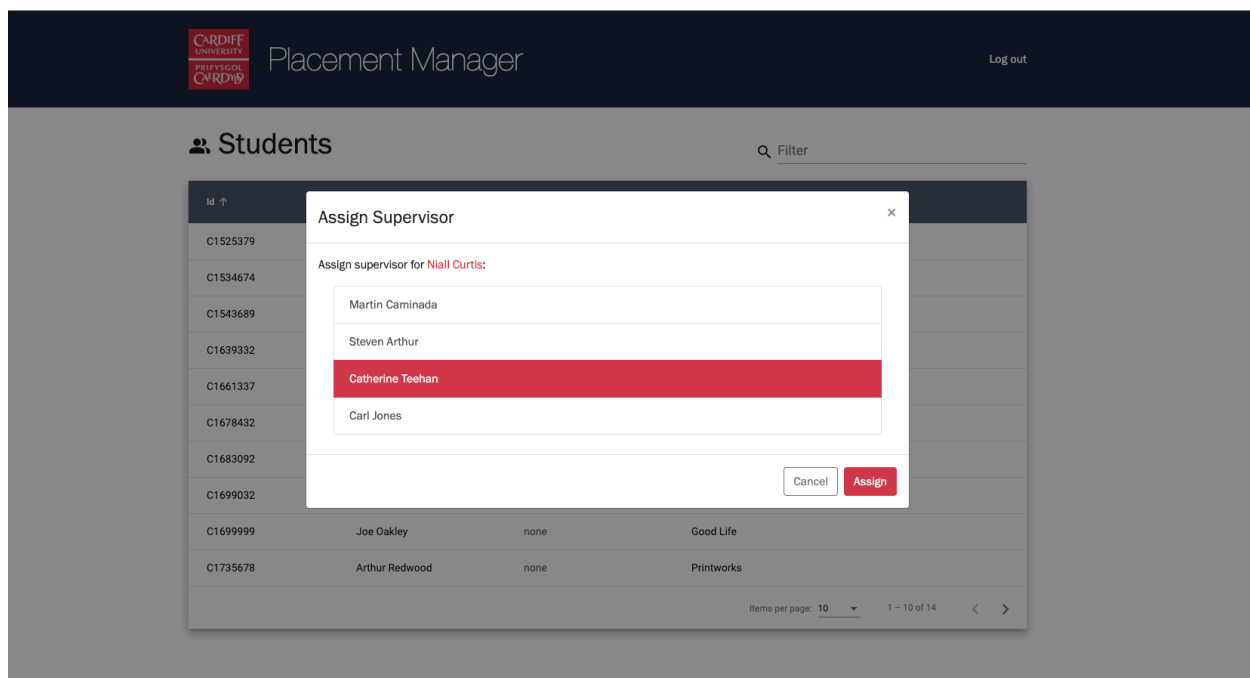 CARDIFF
UNIVERSITY
PRIFYSGOL
CAERDYDD
Placement Manager
Log out
Students
Filter
Id ↑
Assign Supervisor
×
C1525379
Assign supervisor for Niall Curtis:
C1534674
Martin Caminada
C1543689
Steven Arthur
C1639332
Catherine Teehan
C1661337
Carl Jones
C1678432
C1683092
Cancel Assign
C1699032
C1699999 Joe Oakley none Good Life
C1735678 Arthur Redwood none Printworks
Items per page: 10 1 – 10 of 14